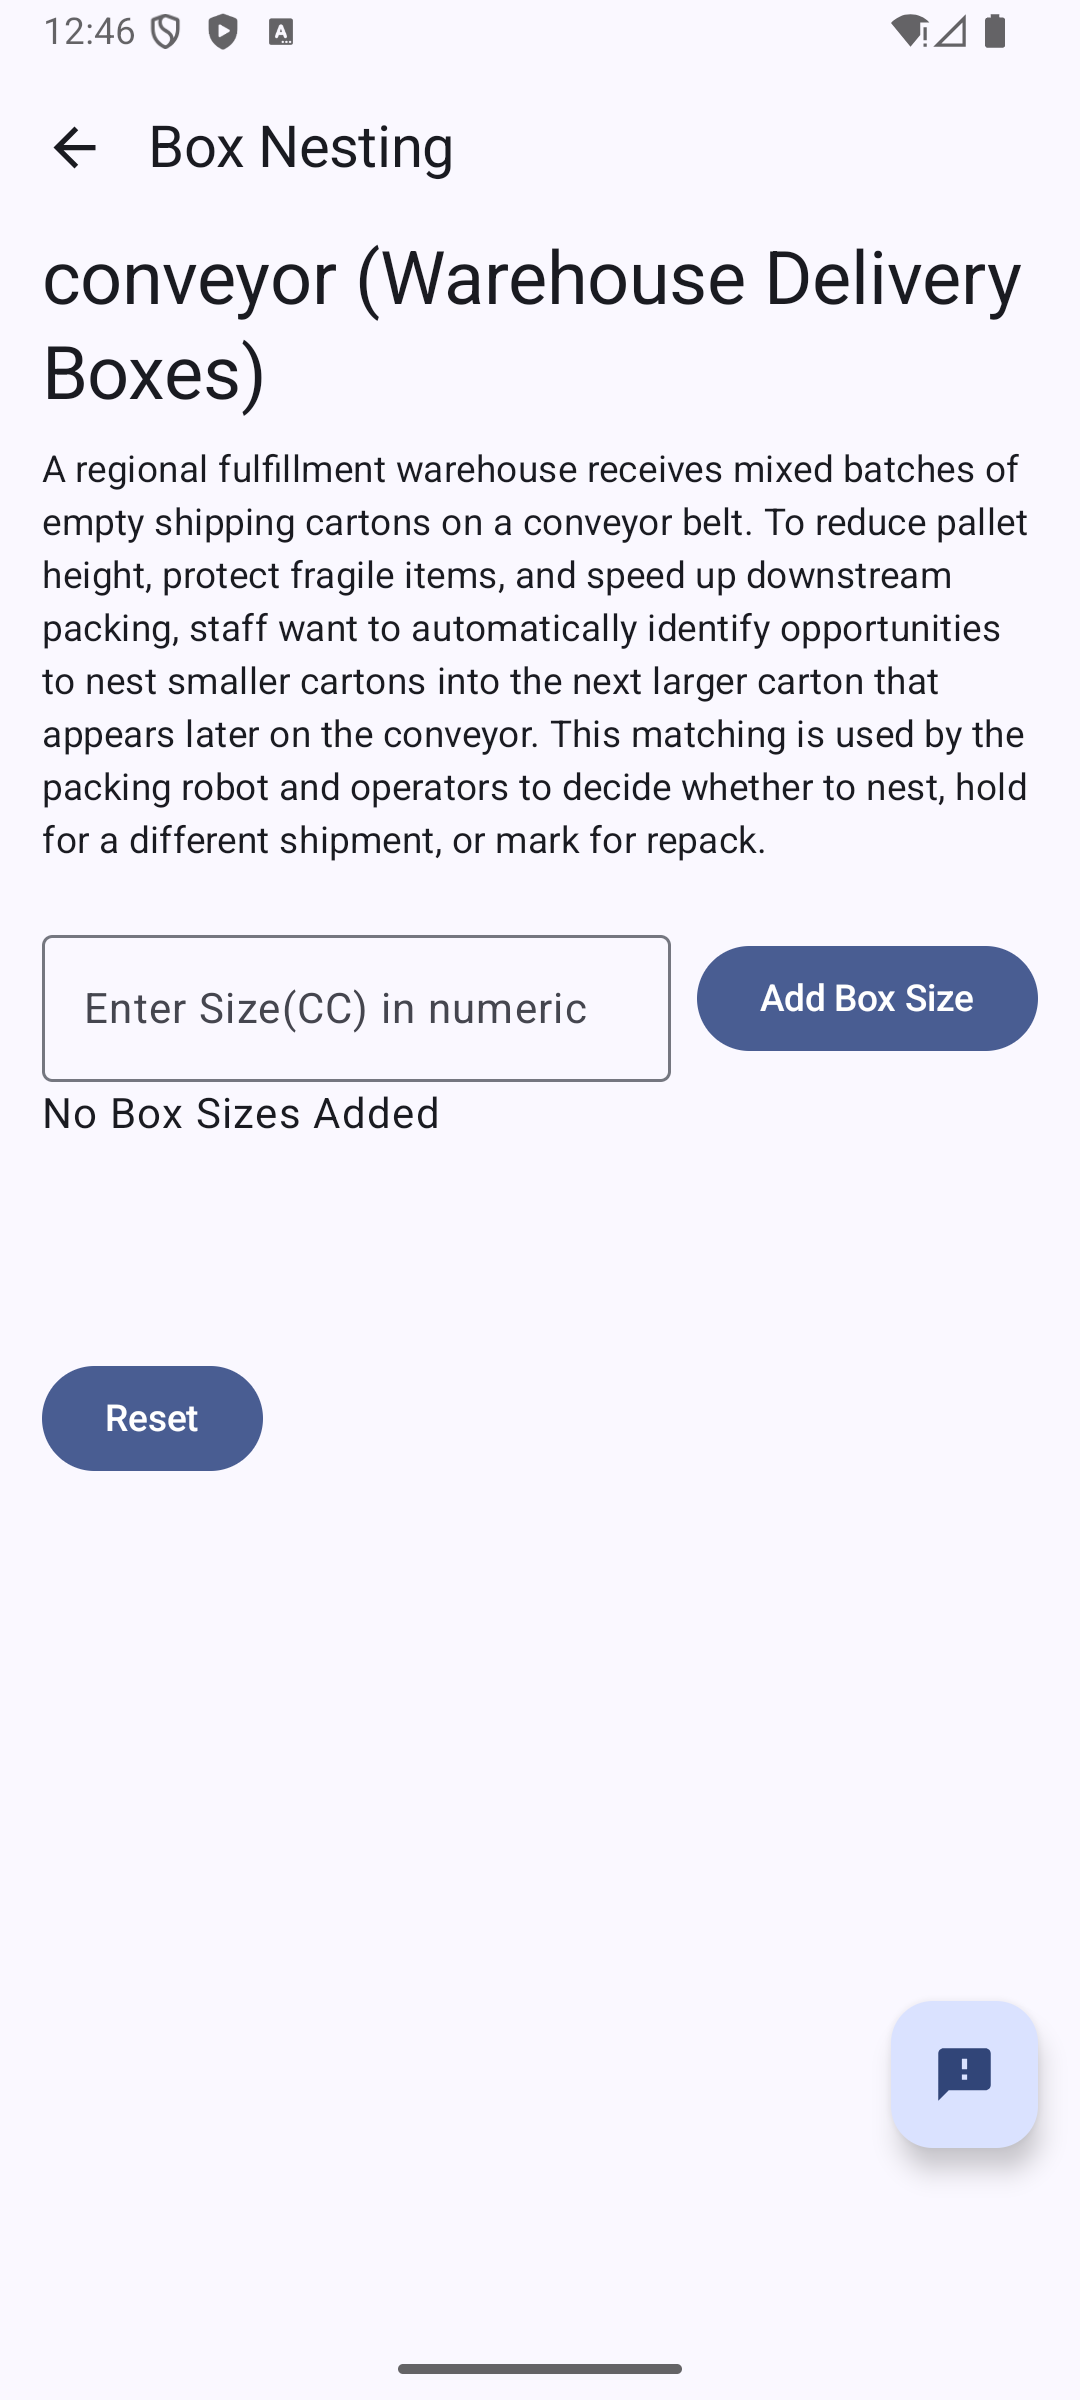 12:46
Box Nesting
conveyor (Warehouse Delivery
Boxes)
A regional fulfillment warehouse receives mixed batches of
empty shipping cartons on a conveyor belt. To reduce pallet
height, protect fragile items, and speed up downstream
packing, staff want to automatically identify opportunities
to nest smaller cartons into the next larger carton that
appears later on the conveyor. This matching is used by the
packing robot and operators to decide whether to nest, hold
for a different shipment, or mark for repack.
Enter Size(CC) in numeric
Add Box Size
No Box Sizes Added
Reset